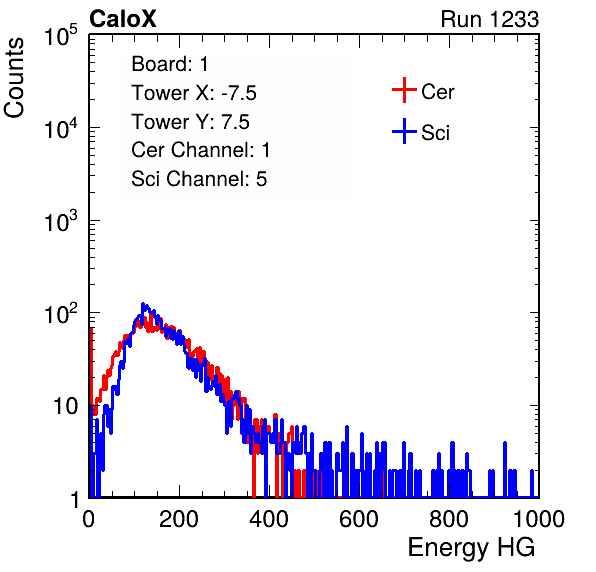 CaloX Run 1233
Counts
10^5
10^4
10^3
10^2
10
1
Board: 1
Tower X: -7.5
Tower Y: 7.5
Cer Channel: 1
Sci Channel: 5
Cer
Sci
0 200 400 600 800 1000
Energy HG